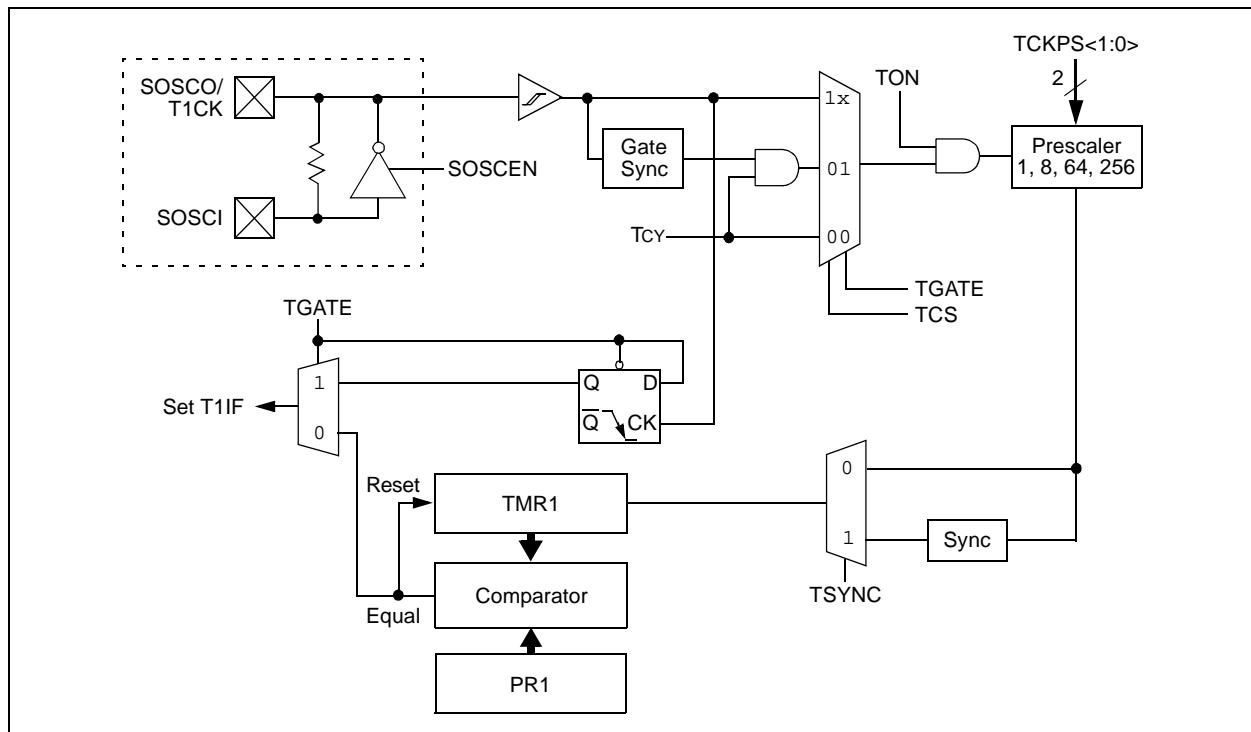 TCKPS<1:0>
2
SOSCO/
T1CK
TON
1x
Prescaler
1, 8, 64, 256
Gate
Sync
SOSCEN
01
SOSCI
TCY
00
TGATE
TCS
TGATE
1
Q
D
Set T1IF
Q
CK
0
0
Reset
TMR1
1
Sync
TSYNC
Comparator
Equal
PR1